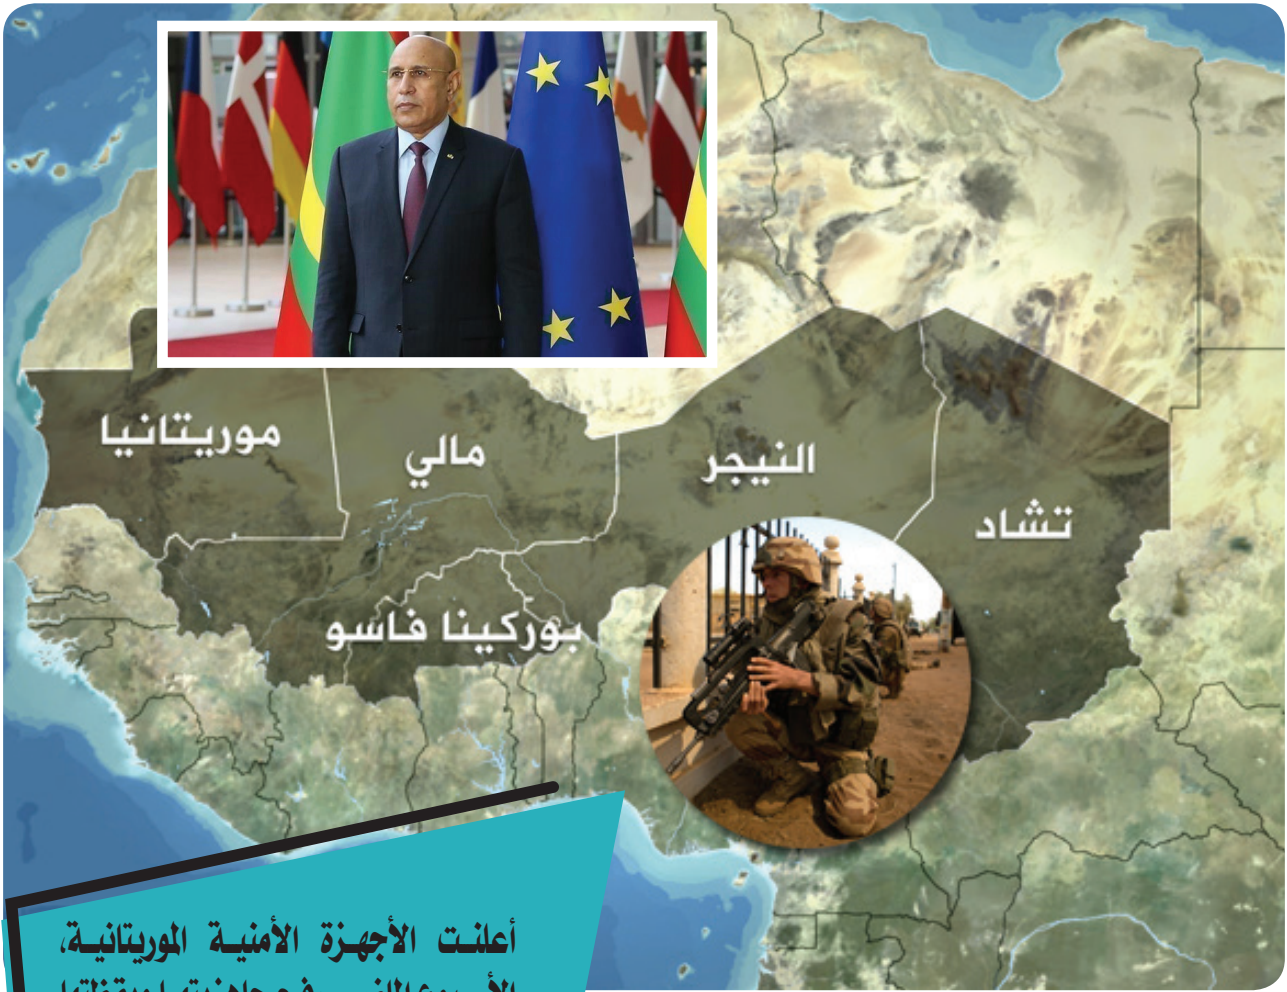 موريتانيا
مالي
النيجر
تشاد
بوركينا فاسو
أعلنت الأجهزة الأمنية الموريتانية،